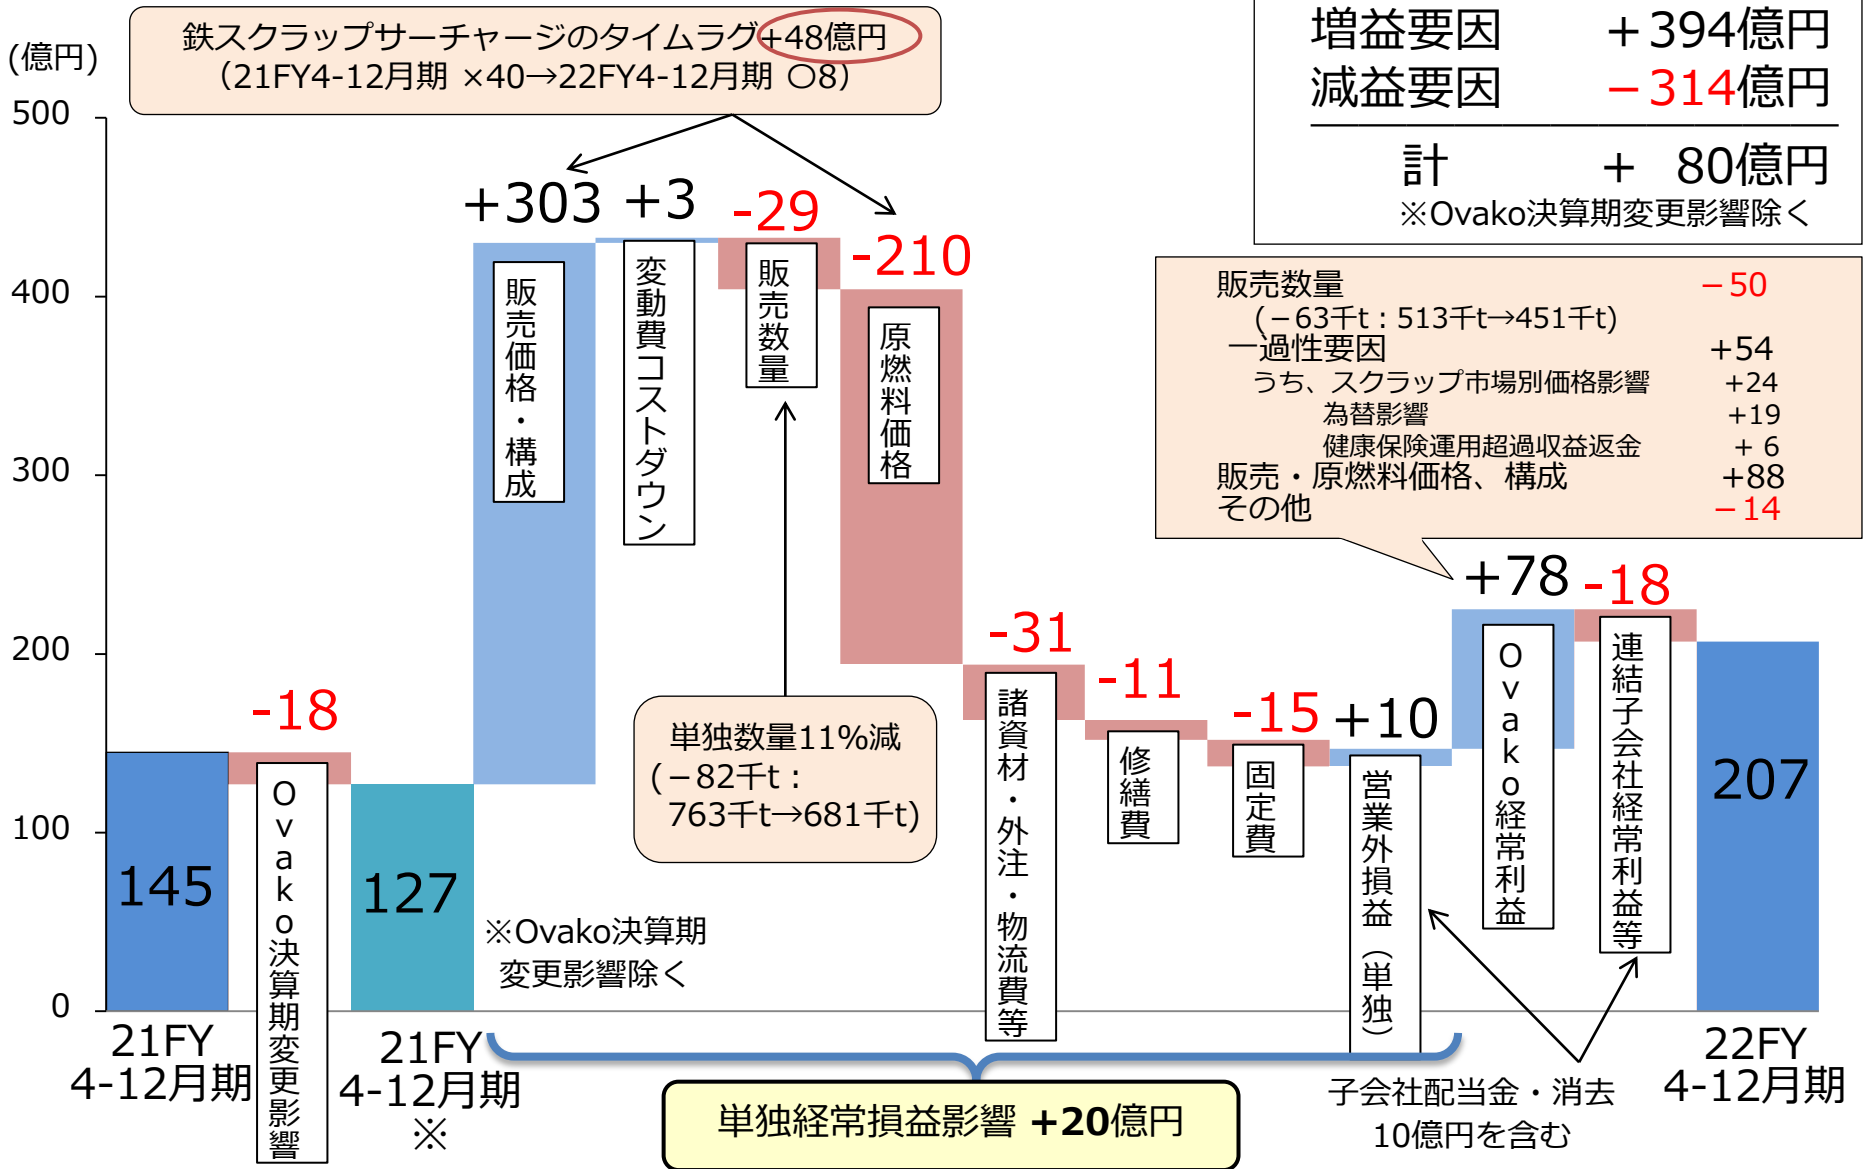 鉄スクラップサーチャージのタイムラグ+48億円
（21FY4-12月期 ×40→22FY4-12月期 〇8）
増益要因 +394億円
減益要因 −314億円
計 + 80億円
※Ovako決算期変更影響除く
(億円)
500
400
300
200
100
0
+303
+3
-29
-210
-31
-11
-15
+10
+78
-18
-18
145
127
207
販売価格・構成
変動費コストダウン
販売数量
原燃料価格
諸資材・外注・物流費等
修繕費
固定費
営業外損益（単独）
Ovako経常利益
連結子会社経常利益等
Ovako決算期変更影響
販売数量 −50
(−63千t：513千t→451千t)
一過性要因 +54
うち、スクラップ市場別価格影響 +24
為替影響 +19
健康保険運用超過収益返金 + 6
販売・原燃料価格、構成 +88
その他 −14
単独数量11%減
(−82千t：
763千t→681千t)
※Ovako決算期
変更影響除く
21FY
4-12月期
21FY
4-12月期
※
22FY
4-12月期
単独経常損益影響 +20億円
子会社配当金・消去
10億円を含む